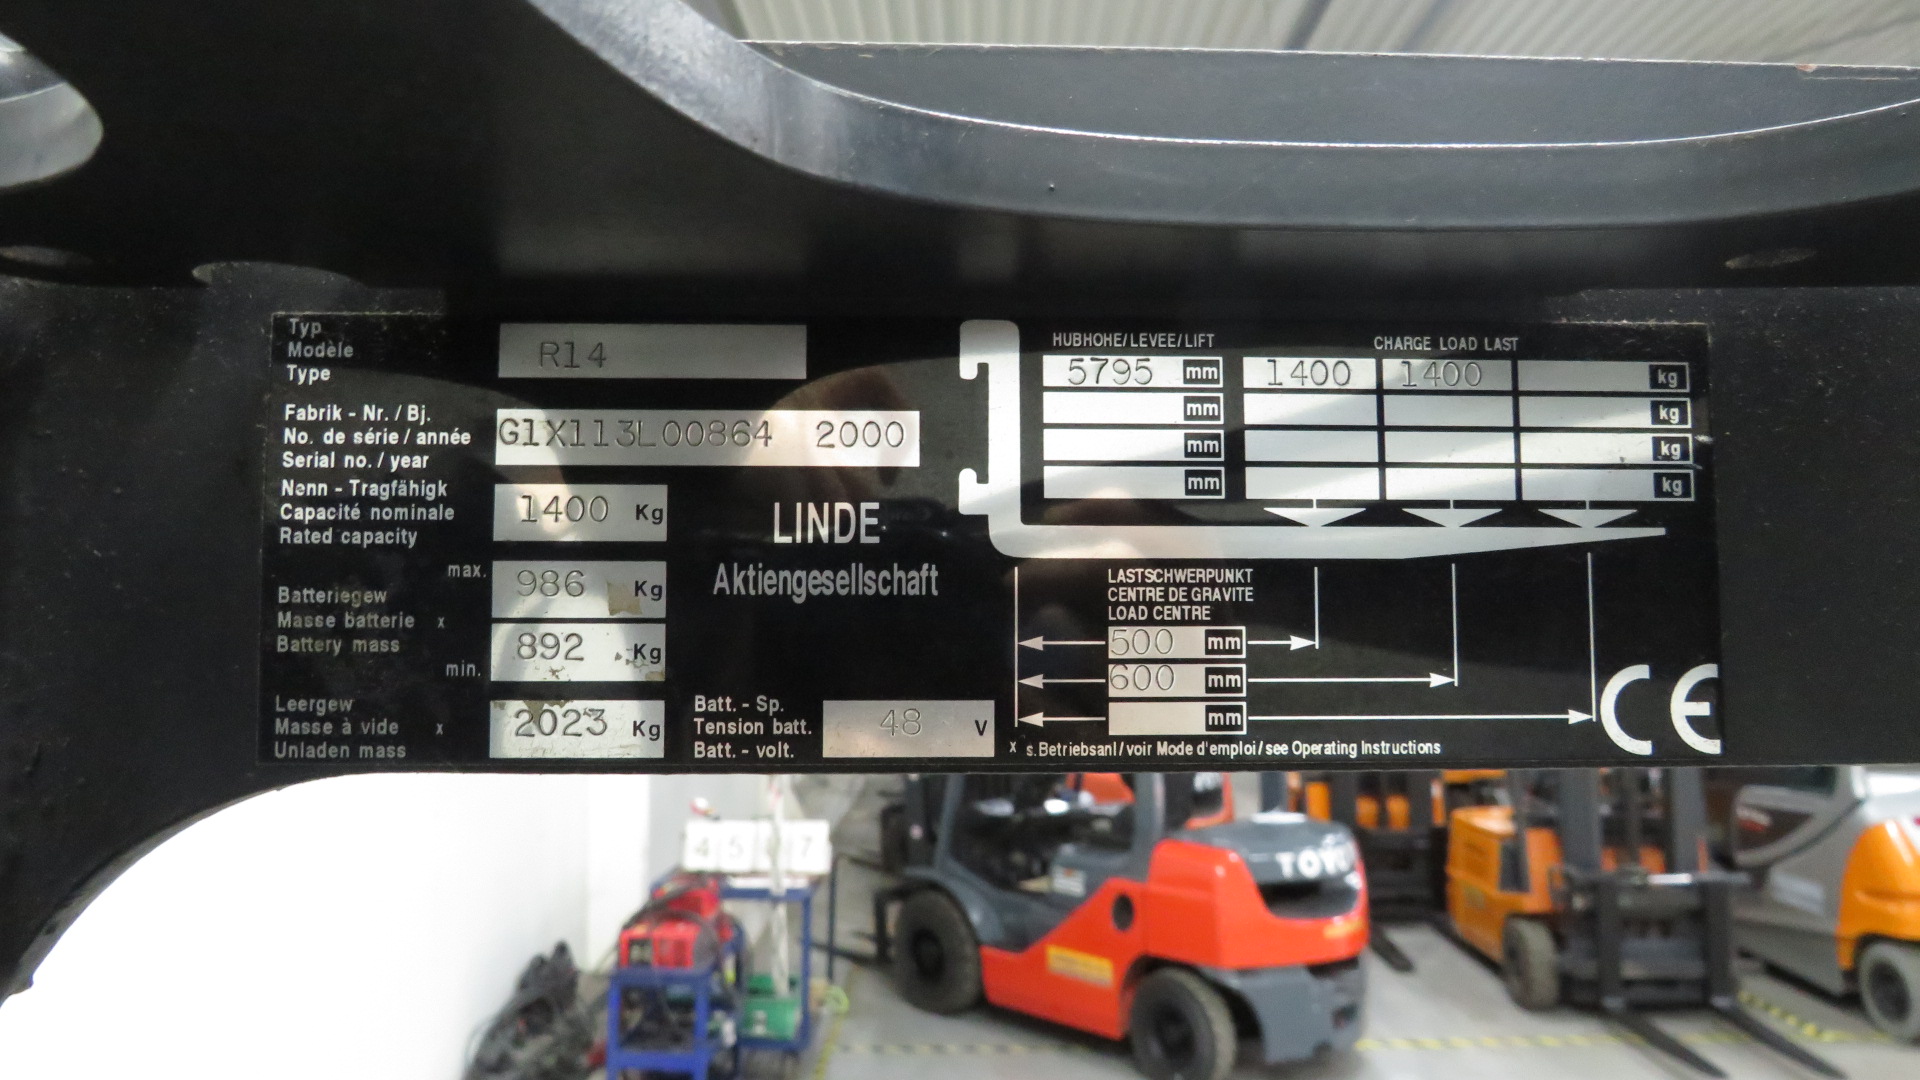 Typ
Modèle
Type
R14
Fabrik - Nr. / Bj.
No. de série / année
Serial no. / year
G1X113L00864 2000
Nenn - Tragfähigk
Capacité nominale
Rated capacity
1400 Kg
max.
986 Kg
Batteriegew
Masse batterie x
Battery mass
892 Kg
min.
Leergew
Masse à vide x
Unladen mass
2023 Kg
LINDE
Aktiengesellschaft
Batt. - Sp.
Tension batt.
Batt. - volt.
48 V
HUBHOHE/LEVEE/LIFT
CHARGE LOAD LAST
5795 mm 1400 1400 kg
mm kg
mm kg
mm kg
LASTSCHWERPUNKT
CENTRE DE GRAVITE
LOAD CENTRE
500 mm
600 mm
mm
x s. Betriebsanl / voir Mode d'emploi / see Operating Instructions
CE